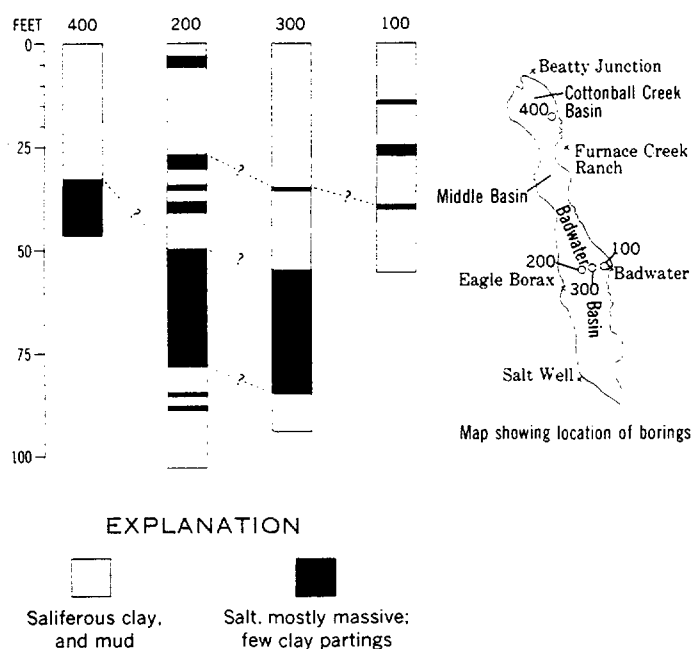 FEET 400 200 300 100
0
25
50
75
100
?
?
?
?
?
Beatty Junction
Cottonball Creek
Basin
400
Furnace Creek
Ranch
Middle Basin
Badwater
Basin
100
200
Badwater
Eagle Borax
300
Salt Well
Map showing location of borings
EXPLANATION
Saliferous clay,
and mud
Salt, mostly massive;
few clay partings